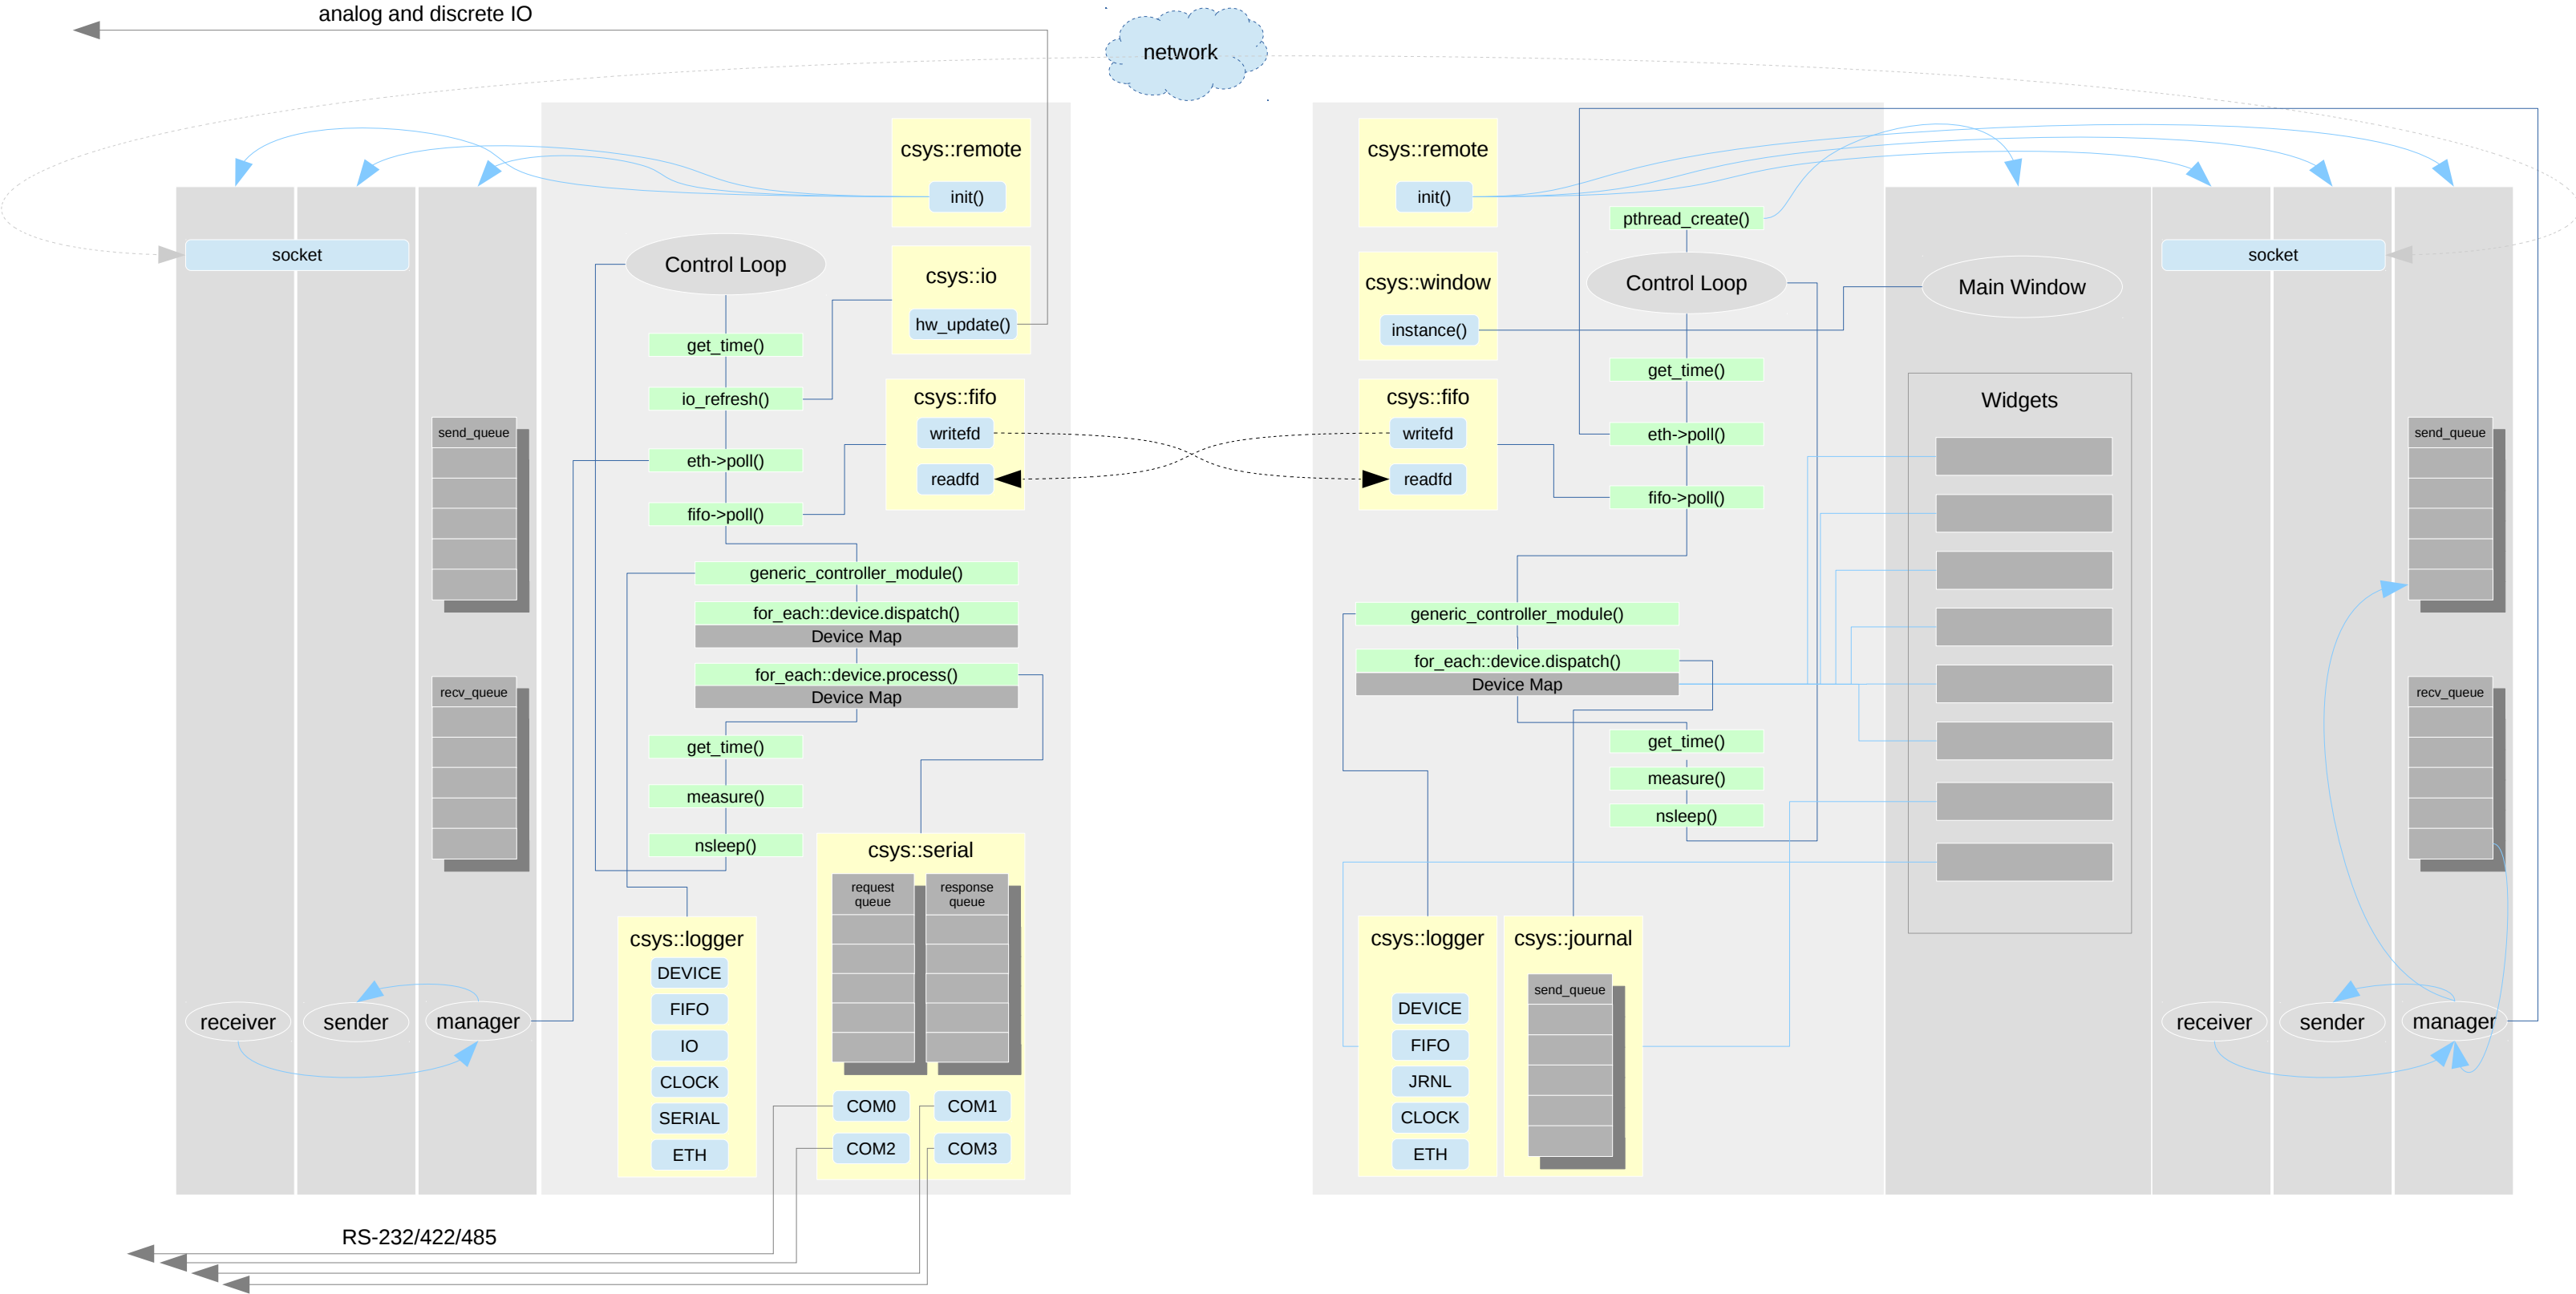 analog and discrete IO
network
socket
send_queue
recv_queue
receiver
sender
manager
csys::remote
init()
Control Loop
csys::io
hw_update()
get_time()
io_refresh()
csys::fifo
writefd
readfd
eth->poll()
fifo->poll()
generic_controller_module()
for_each::device.dispatch()
Device Map
for_each::device.process()
Device Map
get_time()
measure()
nsleep()
csys::serial
request
queue
response
queue
COM0
COM1
COM2
COM3
csys::logger
DEVICE
FIFO
IO
CLOCK
SERIAL
ETH
RS-232/422/485
csys::remote
init()
pthread_create()
csys::window
instance()
Control Loop
get_time()
csys::fifo
writefd
readfd
eth->poll()
fifo->poll()
generic_controller_module()
for_each::device.dispatch()
Device Map
get_time()
measure()
nsleep()
csys::logger
DEVICE
FIFO
JRNL
CLOCK
ETH
csys::journal
send_queue
Main Window
Widgets
socket
send_queue
recv_queue
receiver
sender
manager